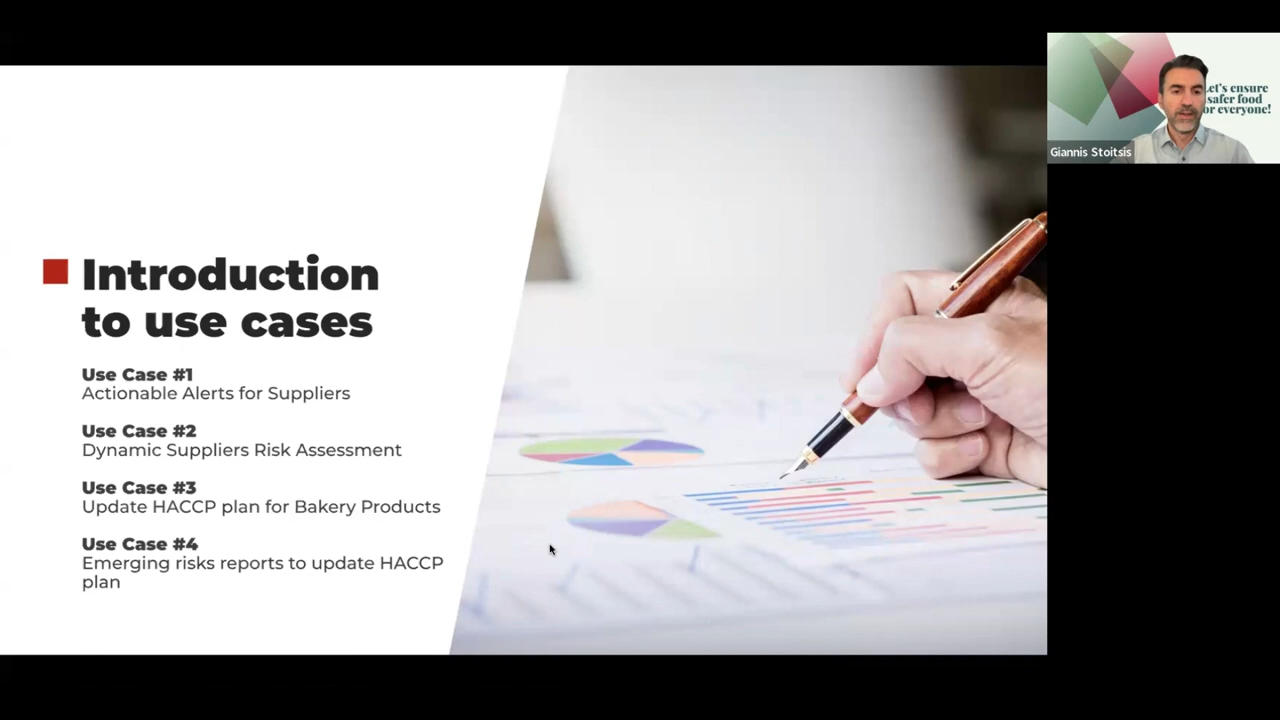 Introduction
to use cases
Use Case #1
Actionable Alerts for Suppliers
Use Case #2
Dynamic Suppliers Risk Assessment
Use Case #3
Update HACCP plan for Bakery Products
Use Case #4
Emerging risks reports to update HACCP
plan
Let's ensure
safer food
for everyone!
Giannis Stoitsis